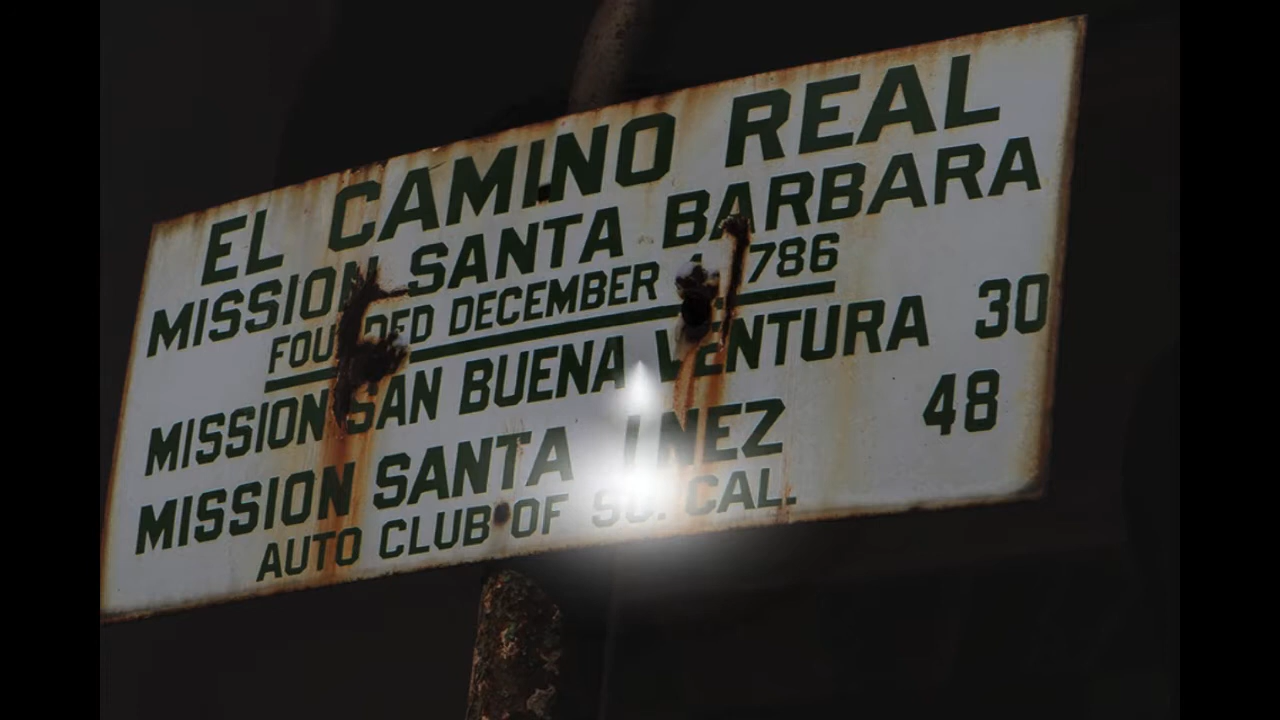 EL CAMINO REAL
MISSION SANTA BARBARA
FOUNDED DECEMBER 4, 1786
MISSION SAN BUENA VENTURA 30
MISSION SANTA INEZ 48
AUTO CLUB OF SO. CAL.